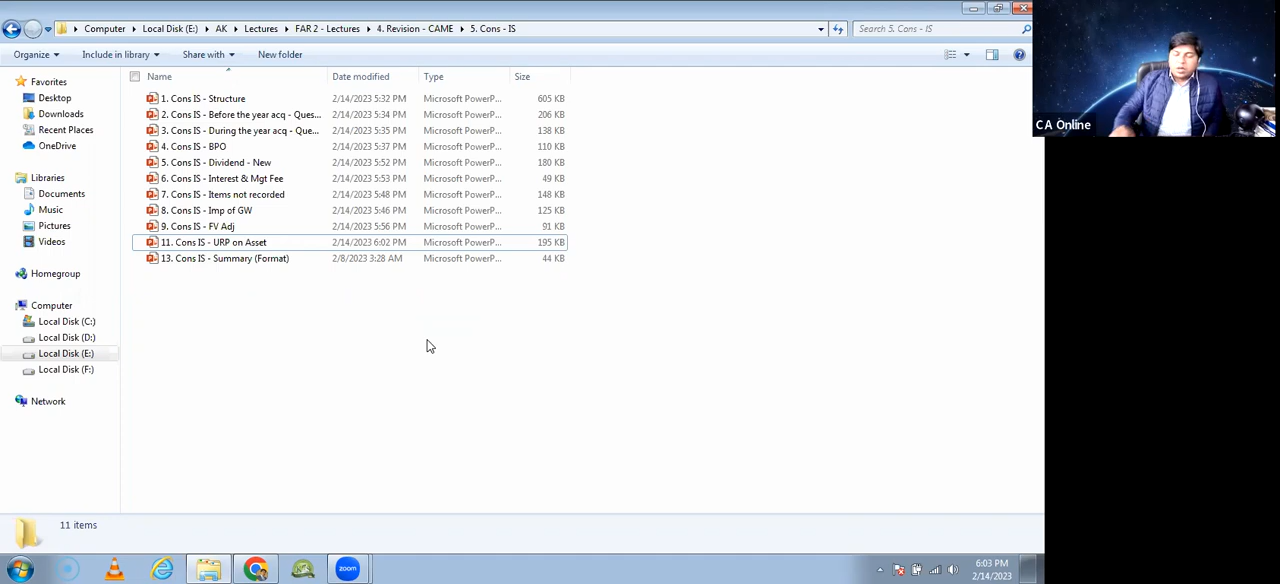 Computer
Local Disk (E:)
AK
Lectures
FAR 2 - Lectures
4. Revision - CAME
5. Cons - IS
Search 5. Cons - IS
Organize
Include in library
Share with
New folder
Name
Date modified
Type
Size
Favorites
Desktop
Downloads
Recent Places
OneDrive
Libraries
Documents
Music
Pictures
Videos
Homegroup
Computer
Local Disk (C:)
Local Disk (D:)
Local Disk (E:)
Local Disk (F:)
Network
1. Cons IS - Structure 2/14/2023 5:32 PM Microsoft PowerP... 605 KB
2. Cons IS - Before the year acq - Ques... 2/14/2023 5:34 PM Microsoft PowerP... 206 KB
3. Cons IS - During the year acq - Que... 2/14/2023 5:35 PM Microsoft PowerP... 138 KB
4. Cons IS - BPO 2/14/2023 5:37 PM Microsoft PowerP... 110 KB
5. Cons IS - Dividend - New 2/14/2023 5:52 PM Microsoft PowerP... 180 KB
6. Cons IS - Interest & Mgt Fee 2/14/2023 5:53 PM Microsoft PowerP... 49 KB
7. Cons IS - Items not recorded 2/14/2023 5:48 PM Microsoft PowerP... 148 KB
8. Cons IS - Imp of GW 2/14/2023 5:46 PM Microsoft PowerP... 125 KB
9. Cons IS - FV Adj 2/14/2023 5:56 PM Microsoft PowerP... 91 KB
11. Cons IS - URP on Asset 2/14/2023 6:02 PM Microsoft PowerP... 195 KB
13. Cons IS - Summary (Format) 2/8/2023 3:28 AM Microsoft PowerP... 44 KB
11 items
C A Online
zoom
6:03 PM
2/14/2023